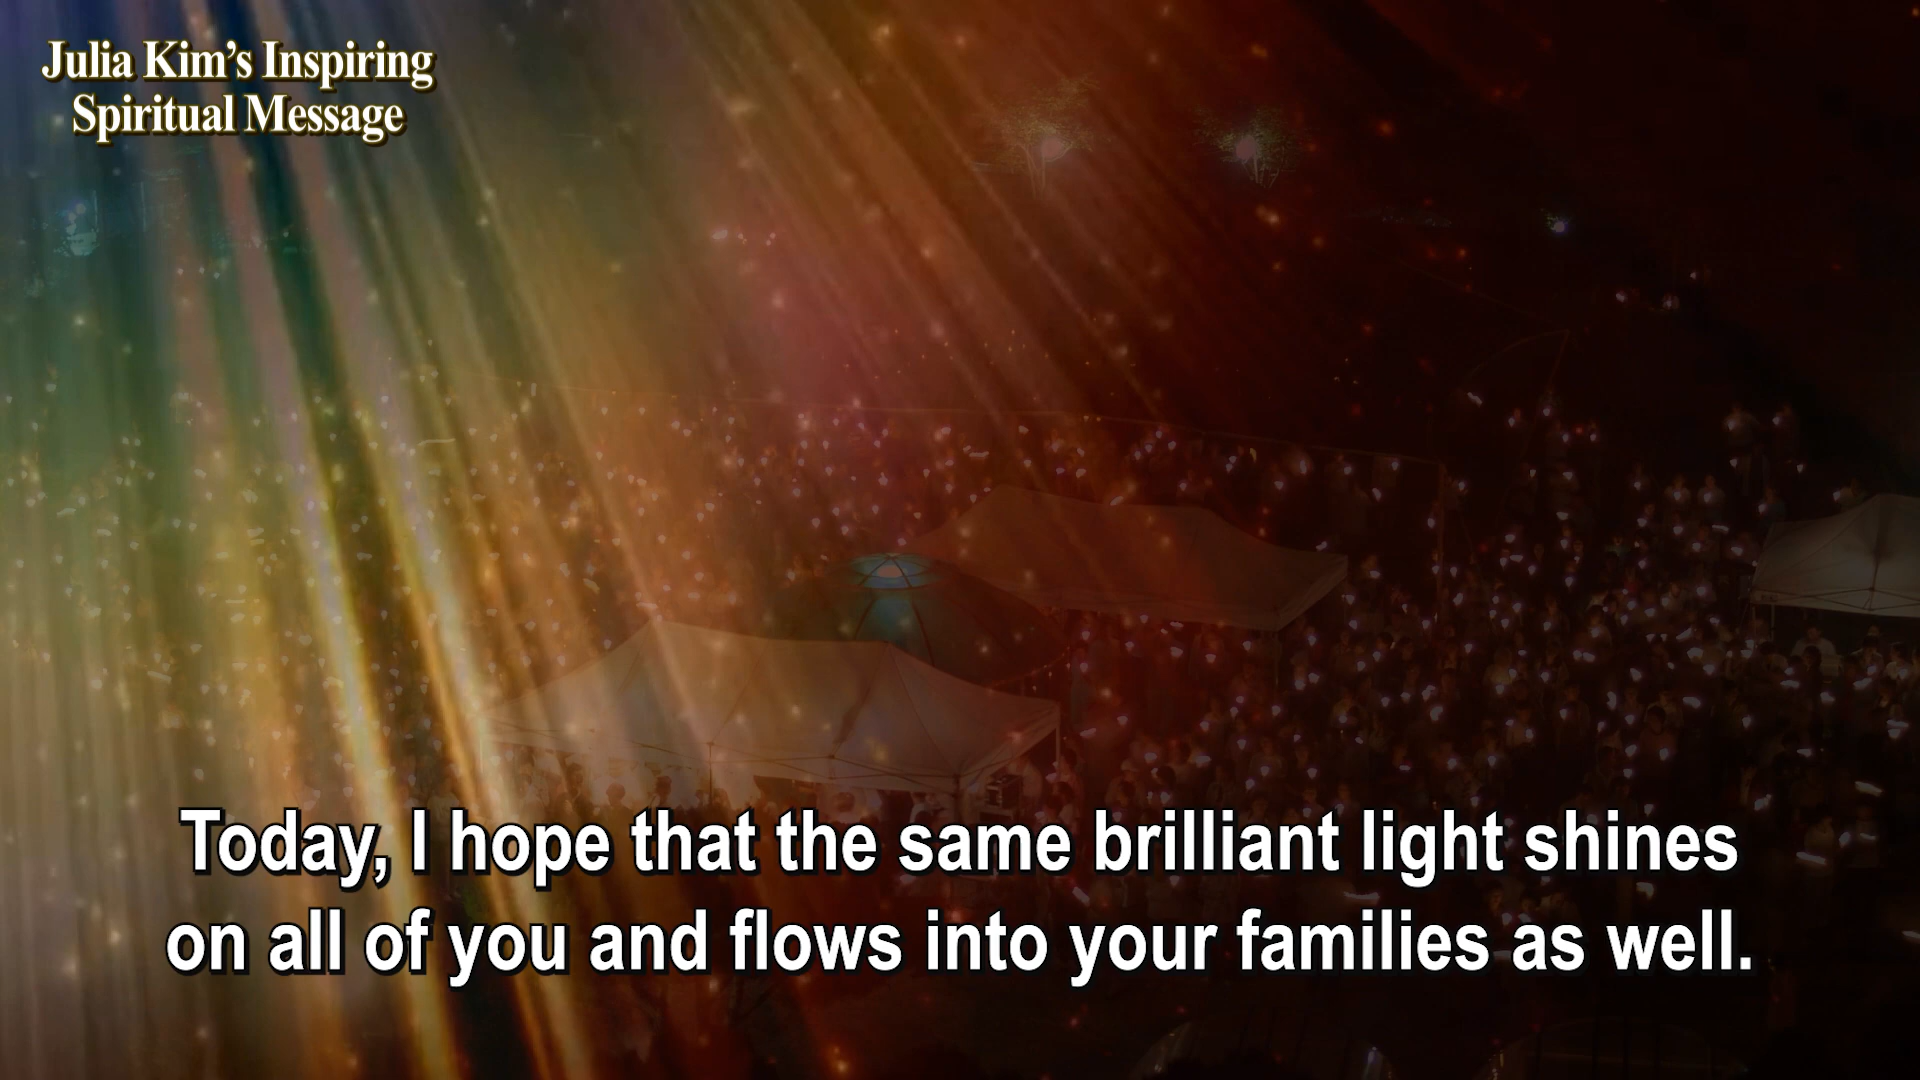 Julia Kim’s Inspiring
Spiritual Message
Today, I hope that the same brilliant light shines
on all of you and flows into your families as well.